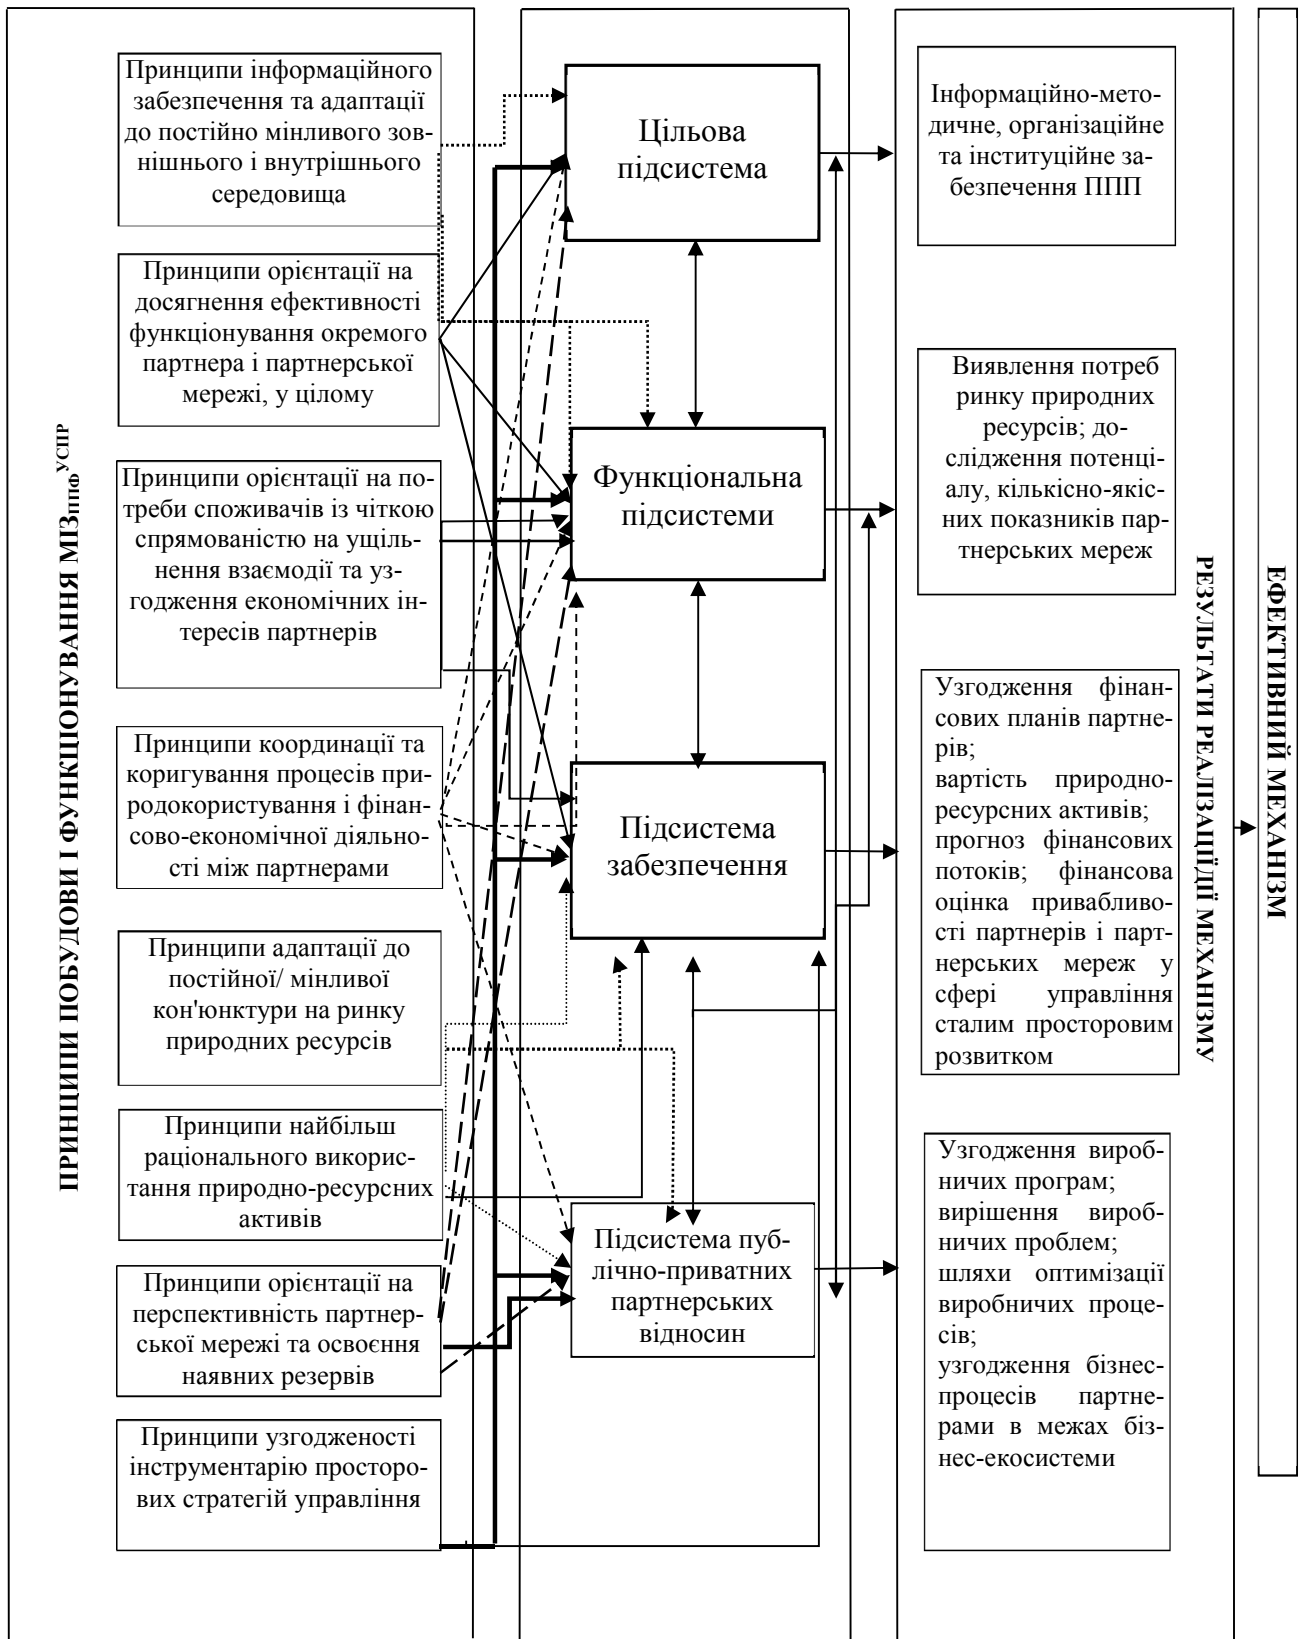 ПРИНЦИПИ ПОБУДОВИ І ФУНКЦІОНУВАННЯ МІЗппф УСПР
Принципи інформаційного
забезпечення та адаптації
до постійно мінливого зов-
нішнього і внутрішнього
середовища
Принципи орієнтації на
досягнення ефективності
функціонування окремого
партнера і партнерської
мережі, у цілому
Принципи орієнтації на по-
треби споживачів із чіткою
спрямованістю на ущіль-
нення взаємодії та уз-
годження економічних ін-
тересів партнерів
Принципи координації та
коригування процесів при-
родокористування і фінан-
сово-економічної діяльно-
сті між партнерами
Принципи адаптації до
постійної/ мінливої
кон'юнктури на ринку
природних ресурсів
Принципи найбільш
раціонального викорис-
тання природно-ресурсних
активів
Принципи орієнтації на
перспективність партнер-
ської мережі та освоєння
наявних резервів
Принципи узгодженості
інструментарію просторо-
вих стратегій управління
Цільова
підсистема
Функціональна
підсистеми
Підсистема
забезпечення
Підсистема пуб-
лічно-приватних
партнерських
відносин
Інформаційно-мето-
дичне, організаційне
та інституційне за-
безпечення ППП
Виявлення потреб
ринку природних
ресурсів; до-
слідження потенці-
алу, кількісно-якіс-
них показників пар-
тнерських мереж
Узгодження фінан-
сових планів партне-
рів;
вартість природно-
ресурсних активів;
прогноз фінансових
потоків; фінансова
оцінка привабливо-
сті партнерів і парт-
нерських мереж у
сфері управління
сталим просторовим
розвитком
Узгодження вироб-
ничих програм;
вирішення вироб-
ничих проблем;
шляхи оптимізації
виробничих проце-
сів;
узгодження бізнес-
процесів партне-
рами в межах біз-
нес-екосистеми
РЕЗУЛЬТАТИ РЕАЛІЗАЦІЇДІЇ МЕХАНІЗМУ
ЕФЕКТИВНИЙ МЕХАНІЗМ